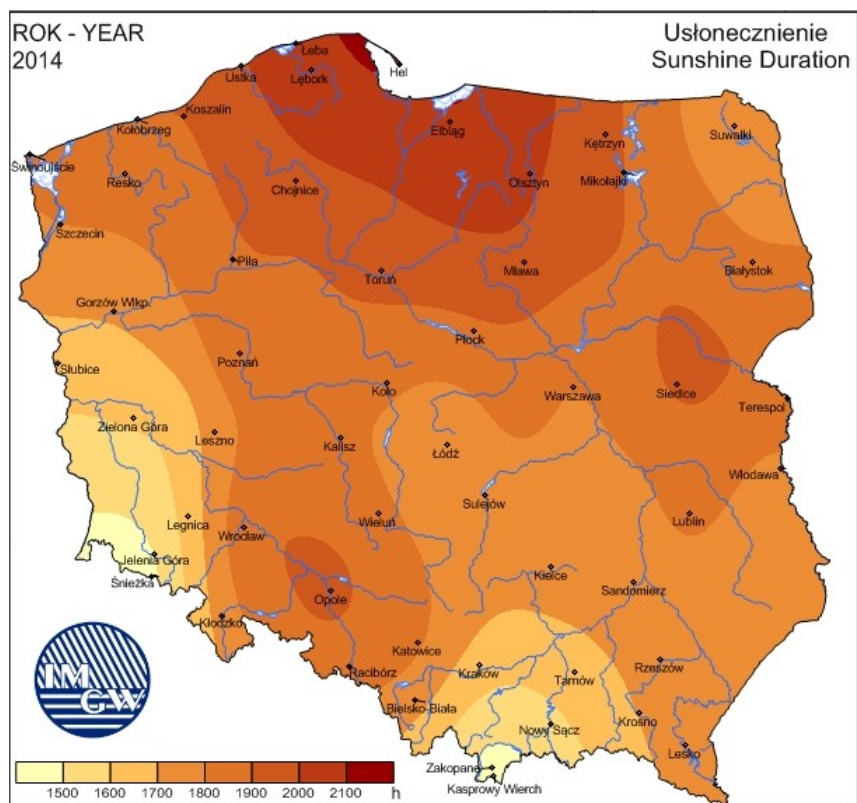 ROK - YEAR
2014
Usłonecznienie
Sunshine Duration
Łeba
Hel
Ustka
Lębork
Koszalin
Kołobrzeg
Elbląg
Kętrzyn
Suwałki
Świnoujście
Resko
Chojnice
Olsztyn
Mikołajki
Szczecin
Piła
Toruń
Mława
Białystok
Gorzów Wlkp.
Płock
Słubice
Poznań
Koło
Warszawa
Siedlce
Terespol
Zielona Góra
Leszno
Kalisz
Łódź
Włodawa
Sulejów
Legnica
Wrocław
Wieluń
Lublin
Jelenia Góra
Śnieżka
Opole
Kielce
Sandomierz
Kłodzko
Katowice
Kraków
Tarnów
Rzeszów
Racibórz
Bielsko-Biała
Nowy Sącz
Krosno
Lesko
Zakopane
Kasprowy Wierch
IM
GW
1500 1600 1700 1800 1900 2000 2100 h